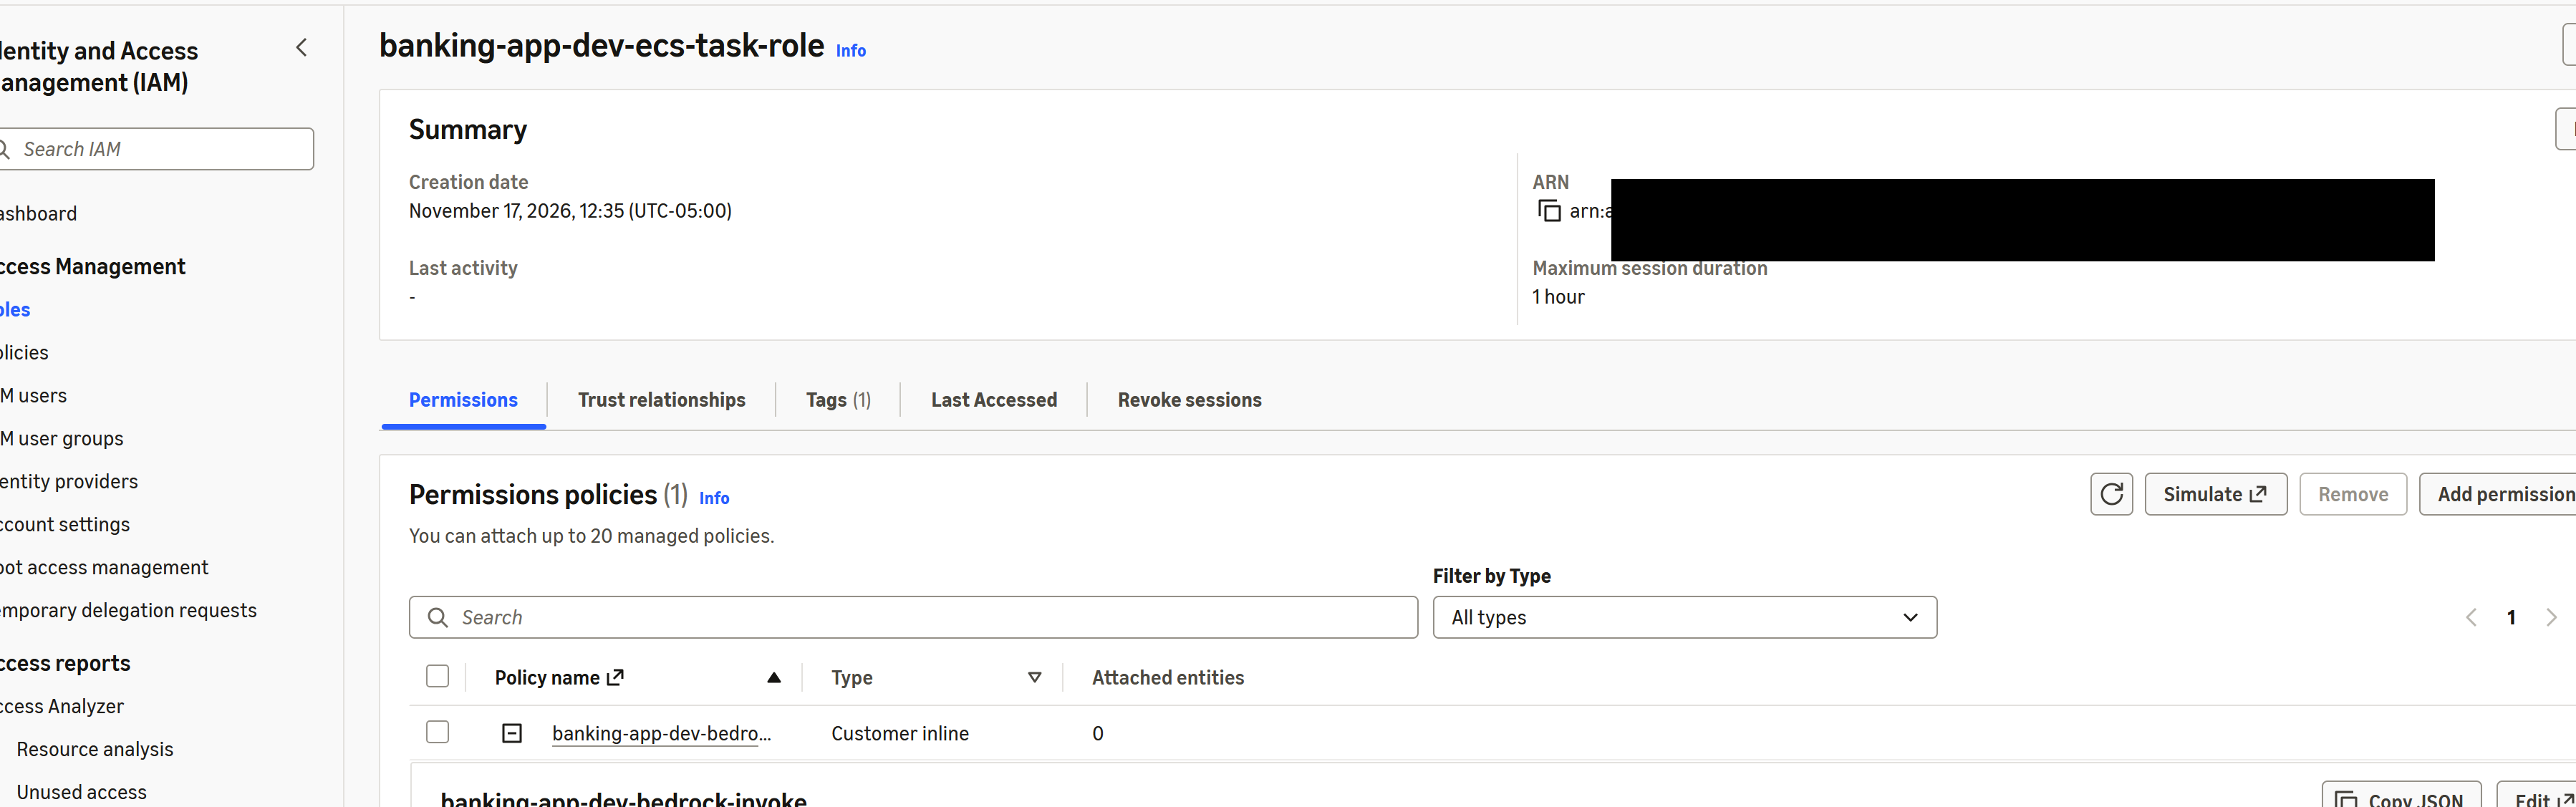 lentity and Access
anagement (IAM)
Search IAM
ashboard
ccess Management
oles
olicies
M users
M user groups
entity providers
ccount settings
oot access management
emporary delegation requests
ccess reports
ccess Analyzer
Resource analysis
Unused access
banking-app-dev-ecs-task-role Info
Summary
Creation date
November 17, 2026, 12:35 (UTC-05:00)
Last activity
-
ARN
arn:a
Maximum session duration
1 hour
Permissions
Trust relationships
Tags (1)
Last Accessed
Revoke sessions
Permissions policies (1) Info
You can attach up to 20 managed policies.
Simulate
Remove
Add permission
Filter by Type
Search
All types
1
Policy name
Type
Attached entities
banking-app-dev-bedro...
Customer inline
0
banking-app-dev-bedrock-invoke
Copy JSON
Edit